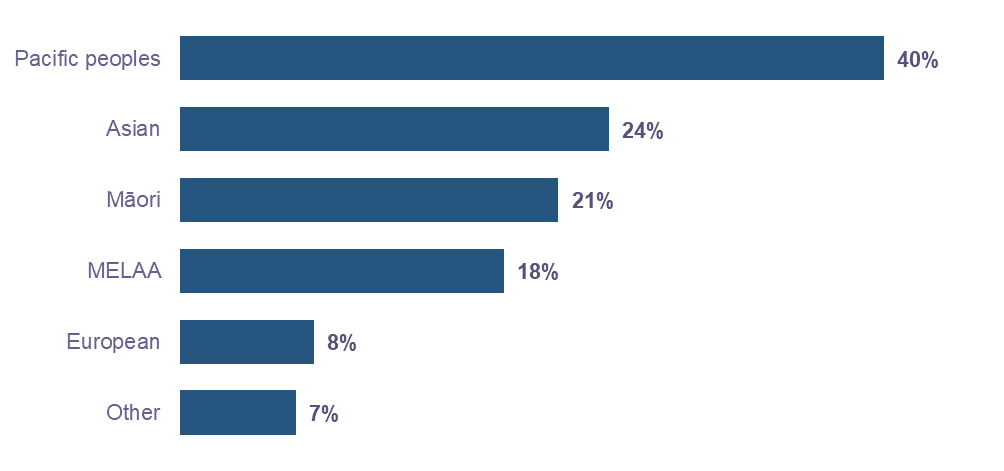 Pacific peoples 40%
Asian 24%
Māori 21%
MELAA 18%
European 8%
Other 7%